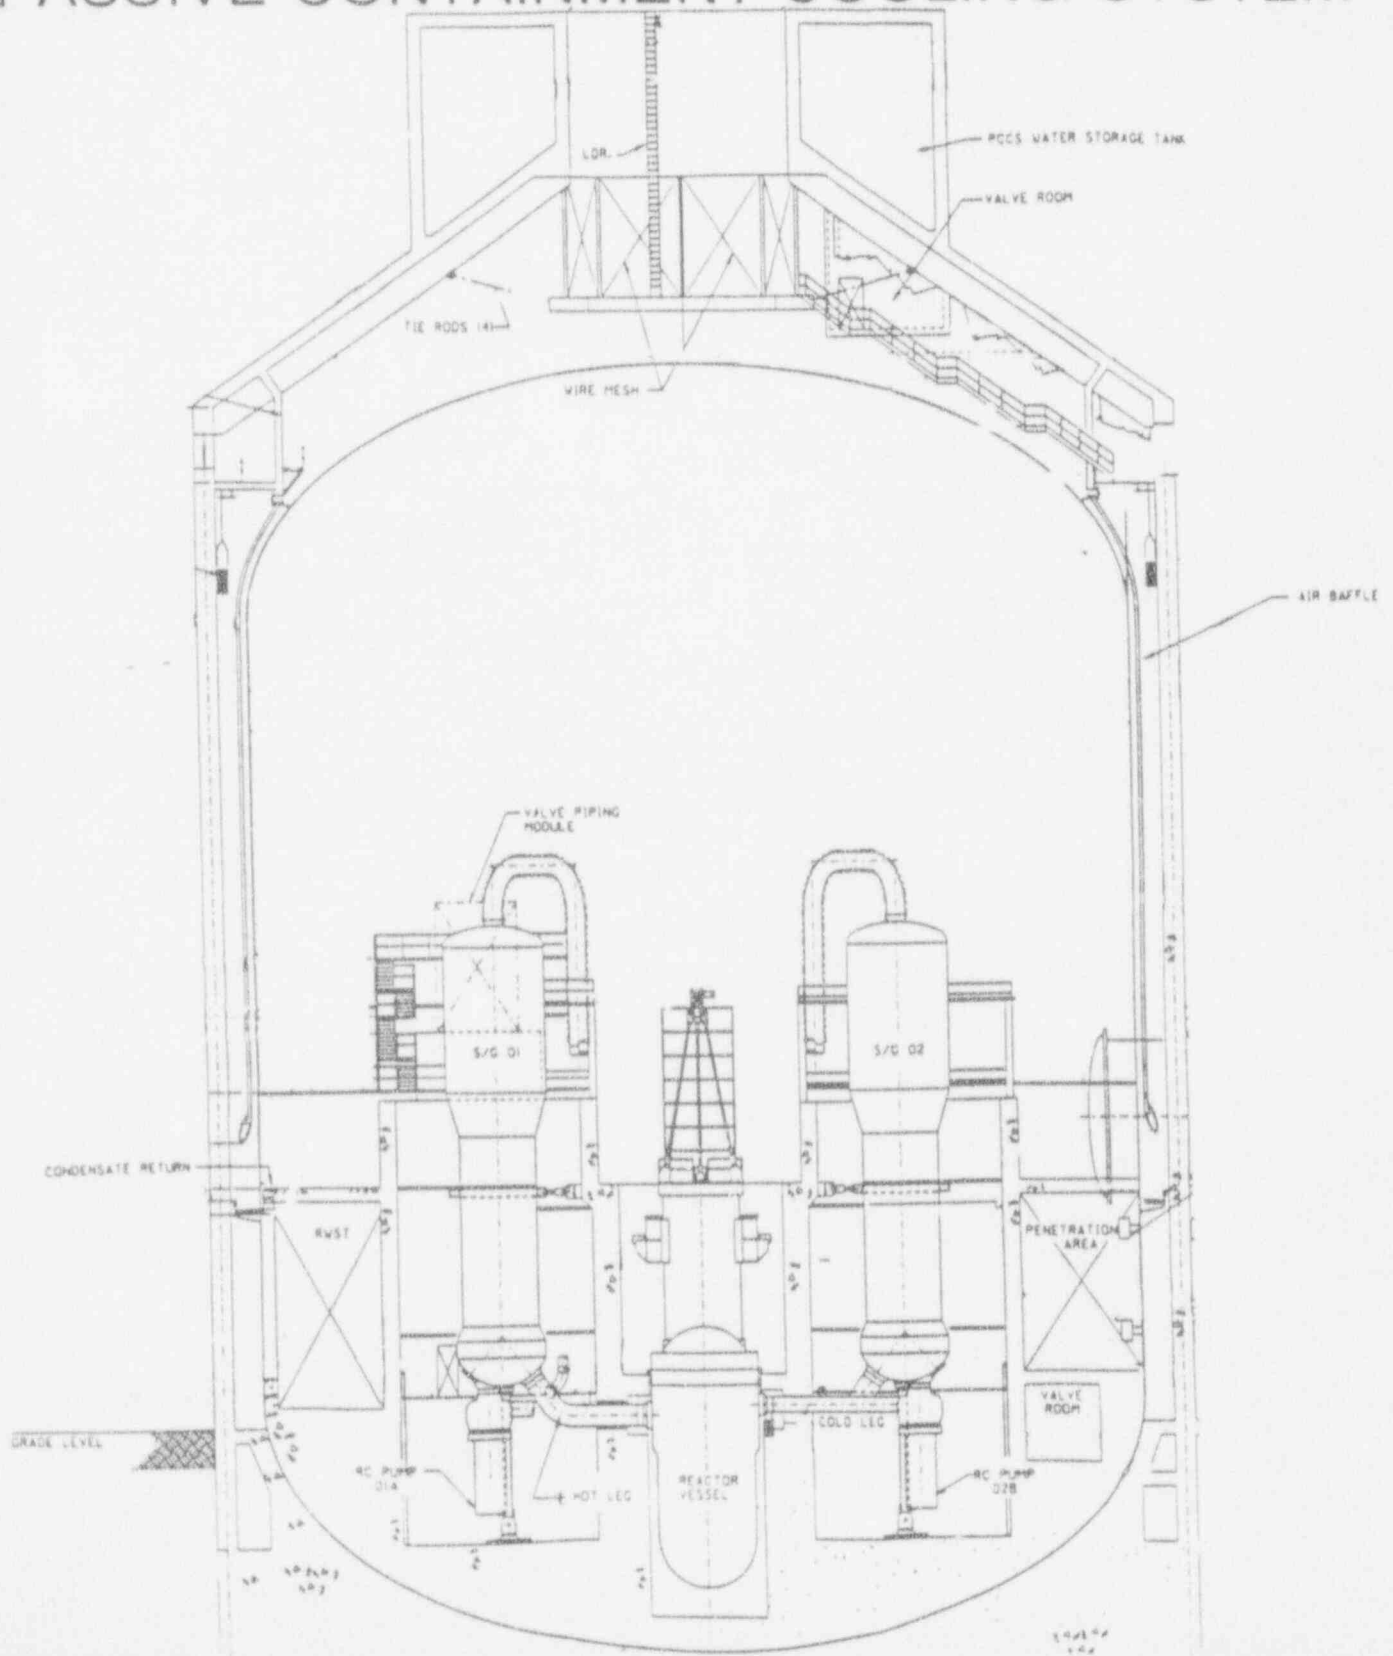 PASSIVE CONTAINMENT COOLING SYSTEM
PCCS WATER STORAGE TANK
LDR.
VALVE ROOM
TIE RODS (4)
WIRE MESH
AIR BAFFLE
VALVE PIPING
MODULE
S/G 01
S/G 02
CONDENSATE RETURN
RWST
PENETRATION
AREA
VALVE
ROOM
COLD LEG
GRADE LEVEL
RC PUMP
01A
HOT LEG
REACTOR
VESSEL
RC PUMP
02B